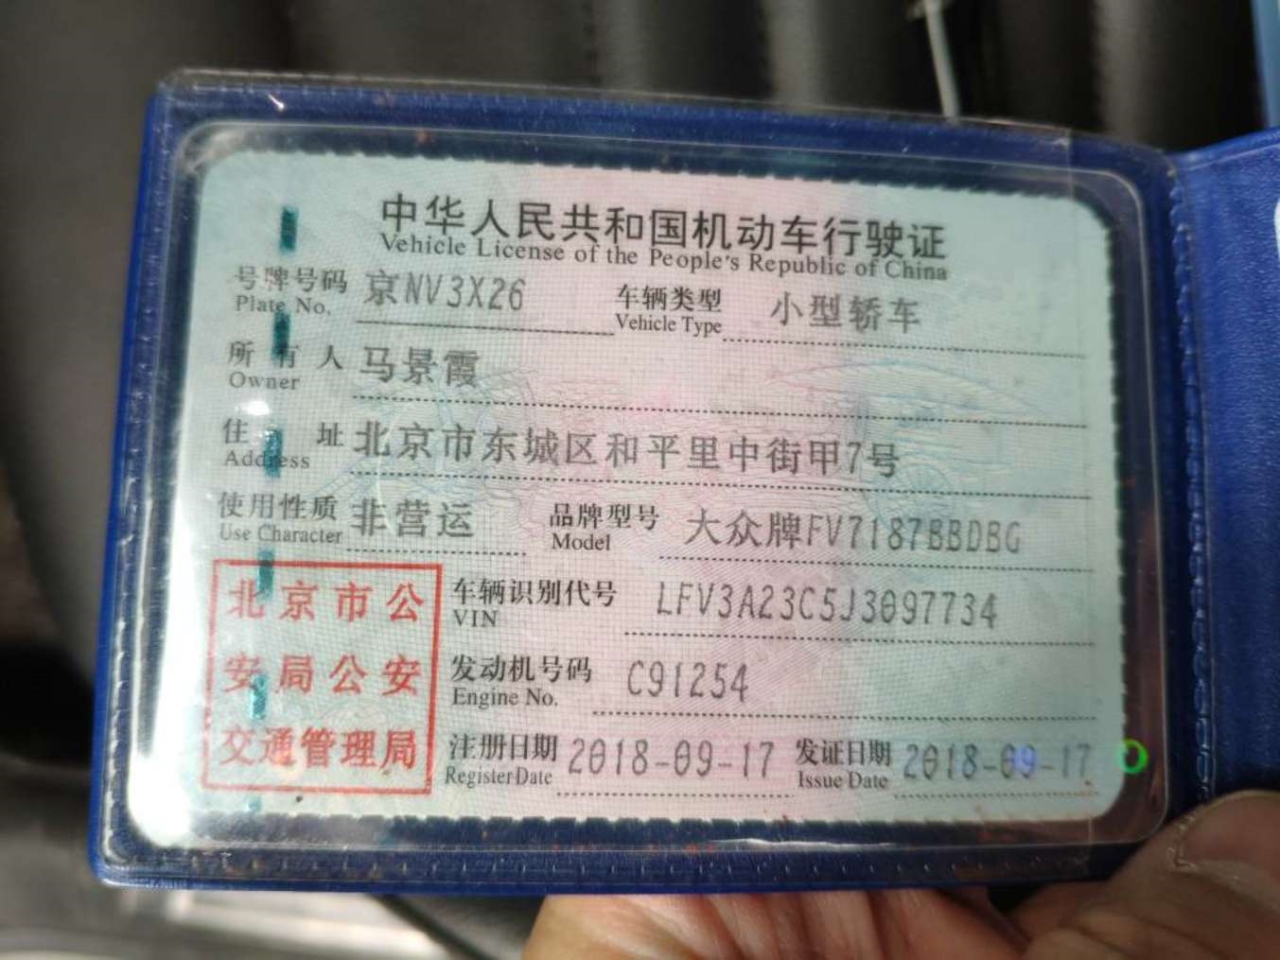 中华人民共和国机动车行驶证
Vehicle License of the People's Republic of China
号牌号码 京NV3X26 车辆类型 小型轿车
Plate No. Vehicle Type
所有人 马景霞
Owner
住址 北京市东城区和平里中街甲7号
Address
使用性质 非营运 品牌型号 大众牌FV7187BBDBG
Use Character Model
北京市公
安局公安
交通管理局
车辆识别代号 LFV3A23C5J3097734
VIN
发动机号码 C91254
Engine No.
注册日期 2018-09-17 发证日期 2018-09-17
Register Date Issue Date